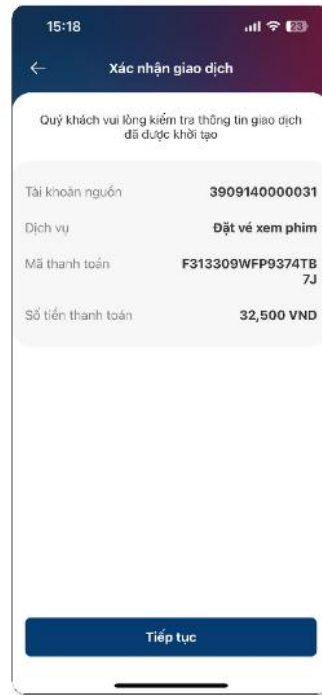 15:18
23
Xác nhận giao dịch
Quý khách vui lòng kiểm tra thông tin giao dịch
đã được khởi tạo
Tài khoản nguồn 3909140000031
Dịch vụ Đặt vé xem phim
Mã thanh toán F313309WFP9374TB
7J
Số tiền thanh toán 32,500 VND
Tiếp tục